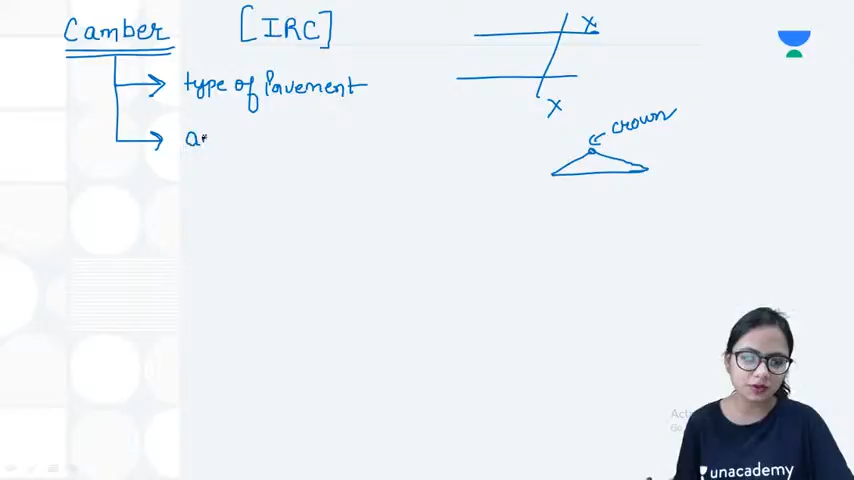 Camber [IRC]
type of Pavement
a
X
X
crown
unacademy